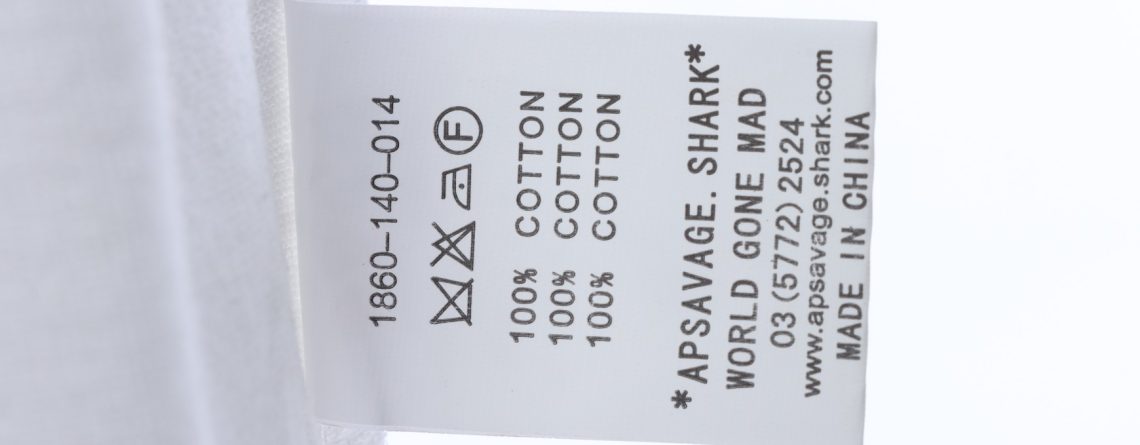 1860-140-014
F
100% COTTON
100% COTTON
100% COTTON
*APSAVAGE. SHARK*
WORLD GONE MAD
03 (5772) 2524
www.apsavage.shark.com
MADE IN CHINA